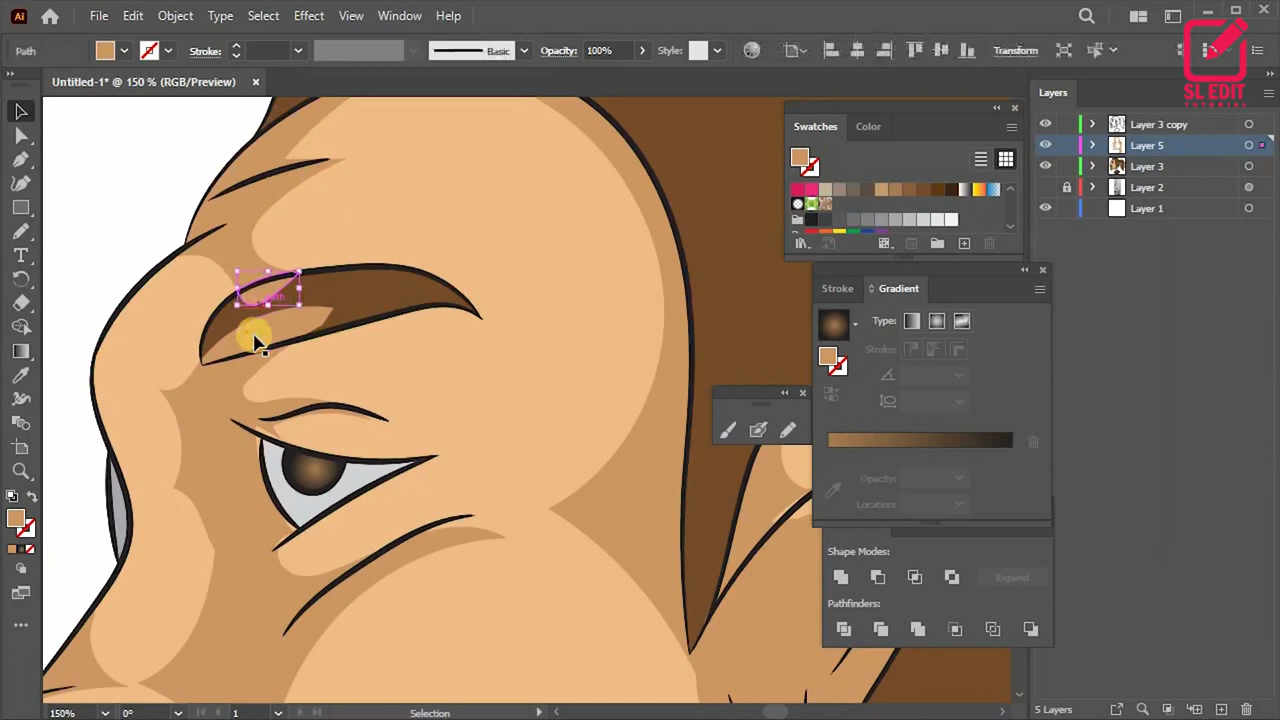 Ai File Edit Object Type Select Effect View Window Help
Path Stroke: Basic Opacity: 100% Style: Transform
SL EDIT
TUTORIAL
Untitled-1* @ 150 % (RGB/Preview)
Layers
Layer 3 copy
Layer 5
Layer 3
Layer 2
Layer 1
Swatches Color
Stroke Gradient
Type:
Stroke:
Opacity:
Location:
Shape Modes:
Expand
Pathfinders:
150% 0° 1 Selection 5 Layers